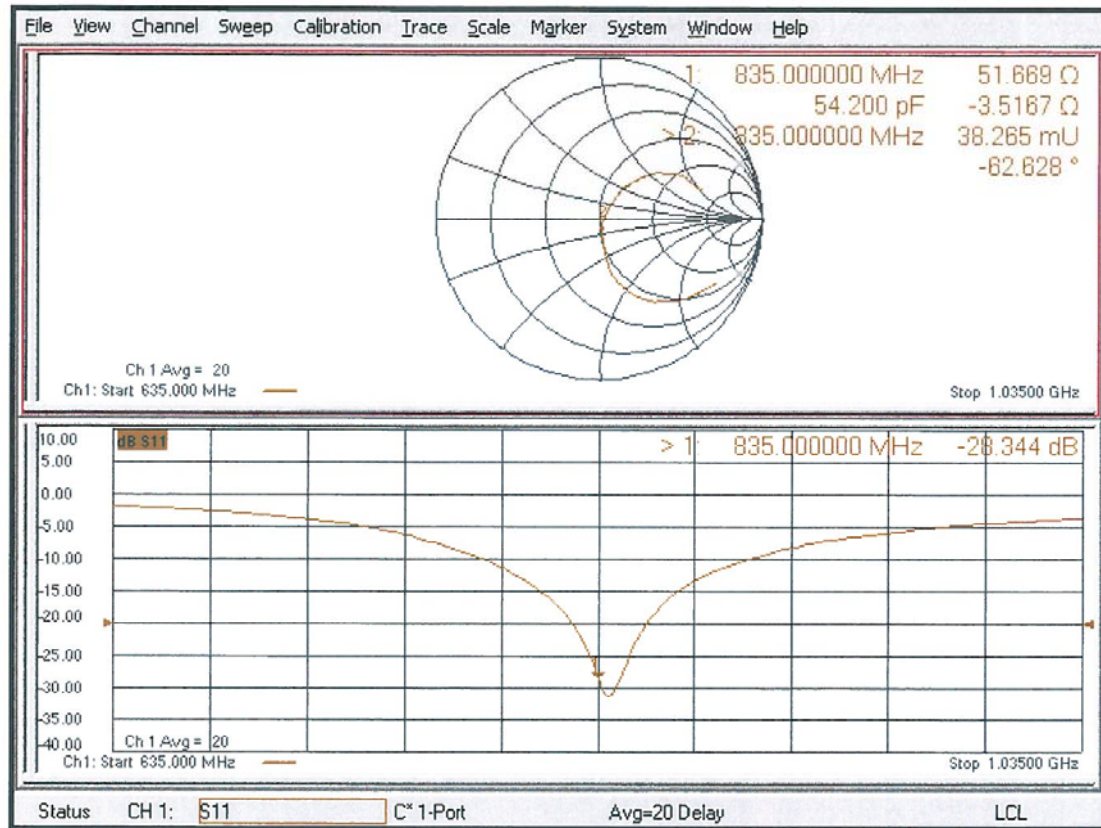 File View Channel Sweep Calibration Trace Scale Marker System Window Help
1: 835.000000 MHz 51.669 Ω
54.200 pF -3.5167 Ω
> 2: 835.000000 MHz 38.265 mU
-62.628 °
Ch 1 Avg = 20
Ch1: Start 635.000 MHz Stop 1.03500 GHz
10.00 dB S11 > 1: 835.000000 MHz -28.344 dB
5.00
0.00
-5.00
-10.00
-15.00
-20.00
-25.00
-30.00
-35.00
-40.00 Ch 1 Avg = 20
Ch1: Start 635.000 MHz Stop 1.03500 GHz
Status CH 1: S11 C* 1-Port Avg=20 Delay LCL